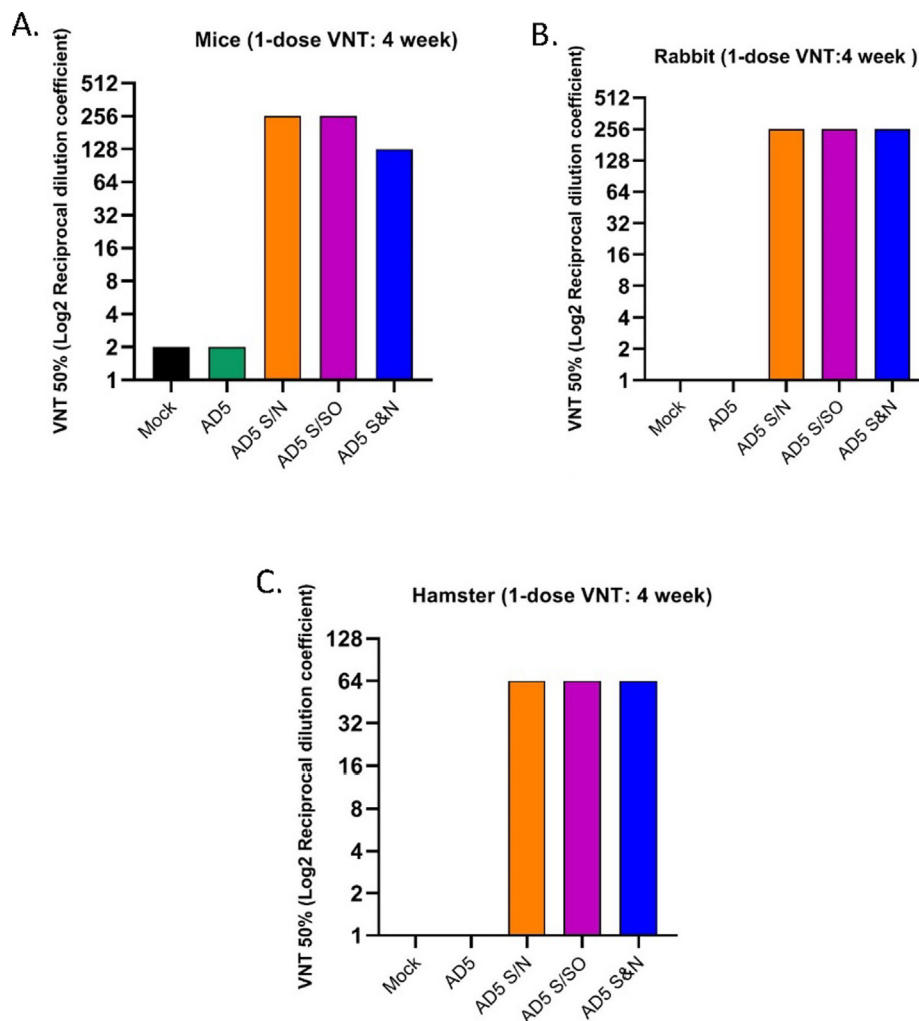 A.
Mice (1-dose VNT: 4 week)
VNT 50% (Log2 Reciprocal dilution coefficient)
512
256
128
64
32
16
8
4
2
1
Mock
AD5
AD5 S/N
AD5 S/SO
AD5 S&N
B.
Rabbit (1-dose VNT:4 week )
VNT 50% (Log2 Reciprocal dilution coefficient)
512
256
128
64
32
16
8
4
2
1
Mock
AD5
AD5 S/N
AD5 S/SO
AD5 S&N
C.
Hamster (1-dose VNT: 4 week)
VNT 50% (Log2 Reciprocal dilution coefficient)
128
64
32
16
8
4
2
1
Mock
AD5
AD5 S/N
AD5 S/SO
AD5 S&N